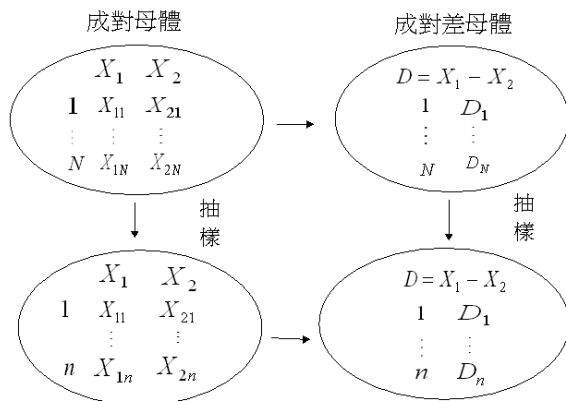 成對母體
X₁ X₂
1 X₁₁ X₂₁
⋮ ⋮ ⋮
N X₁N X₂N
成對差母體
D = X₁ − X₂
1 D₁
⋮ ⋮
N D_N
抽樣
抽樣
X₁ X₂
1 X₁₁ X₂₁
⋮ ⋮
n X₁n X₂n
D = X₁ − X₂
1 D₁
⋮ ⋮
n Dₙ